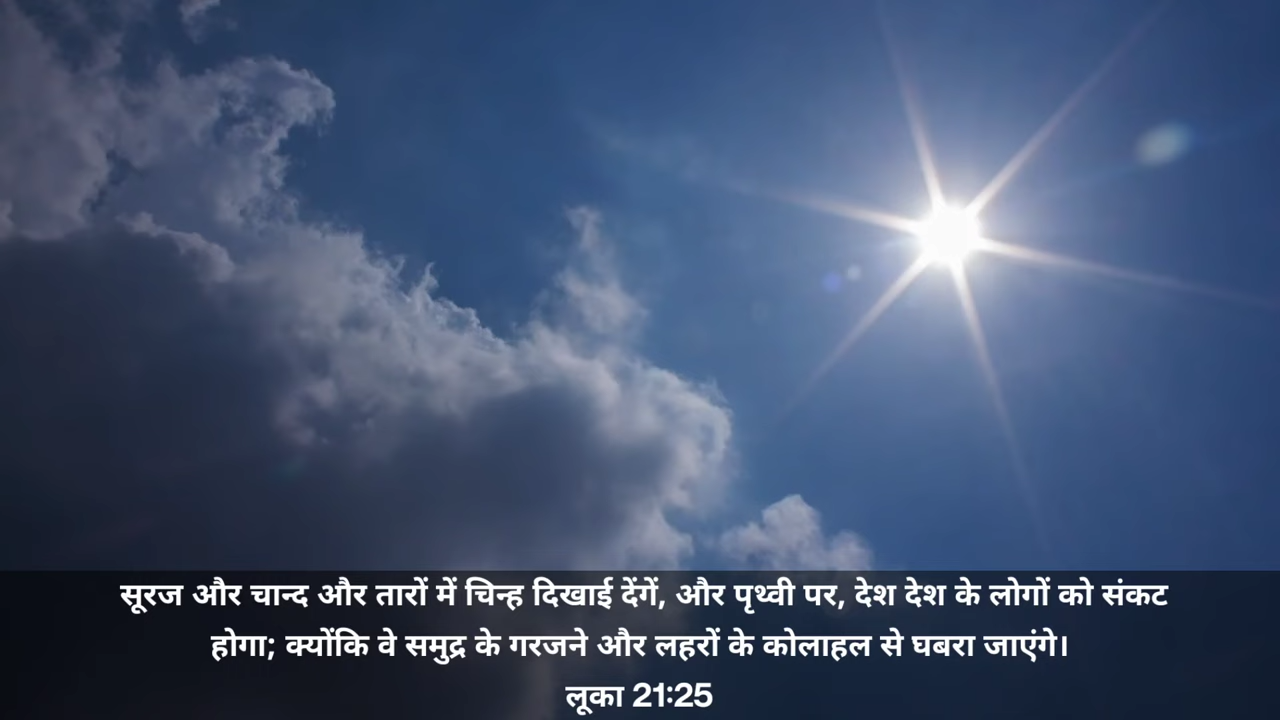 सूरज और चान्द और तारों में चिन्ह दिखाई देंगें, और पृथ्वी पर, देश देश के लोगों को संकट
होगा; क्योंकि वे समुद्र के गरजने और लहरों के कोलाहल से घबरा जाएंगे।
लूका 21:25